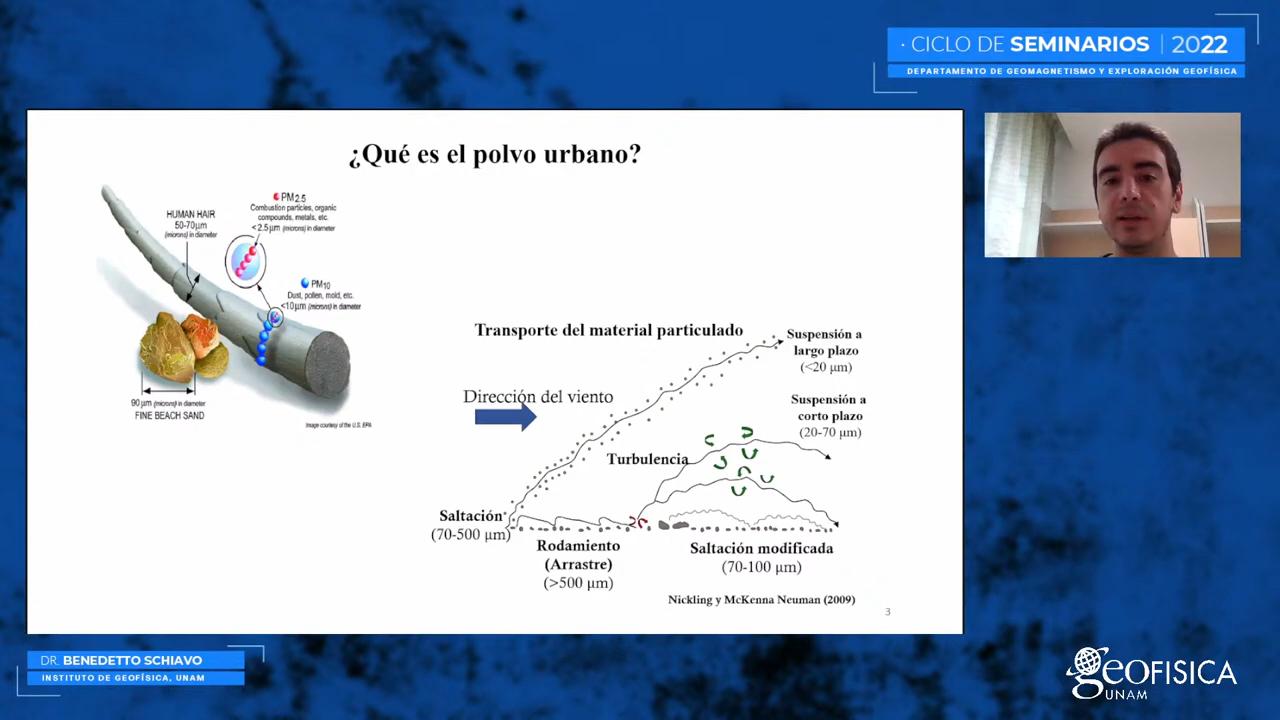 · CICLO DE SEMINARIOS | 2022
DEPARTAMENTO DE GEOMAGNETISMO Y EXPLORACIÓN GEOFÍSICA
¿Qué es el polvo urbano?
HUMAN HAIR
50-70µm
(microns) in diameter
PM2.5
Combustion particles, organic
compounds, metals, etc.
<2.5µm (microns) in diameter
PM10
Dust, pollen, mold, etc.
<10µm (microns) in diameter
90µm (microns) in diameter
FINE BEACH SAND
Image courtesy of the U.S. EPA
Transporte del material particulado
Suspensión a
largo plazo
(<20 µm)
Dirección del viento
Suspensión a
corto plazo
(20-70 µm)
Turbulencia
Saltación
(70-500 µm)
Rodamiento
(Arrastre)
(>500 µm)
Saltación modificada
(70-100 µm)
Nickling y McKenna Neuman (2009)
3
DR. BENEDETTO SCHIAVO
INSTITUTO DE GEOFÍSICA, UNAM
GEOFISICA
UNAM